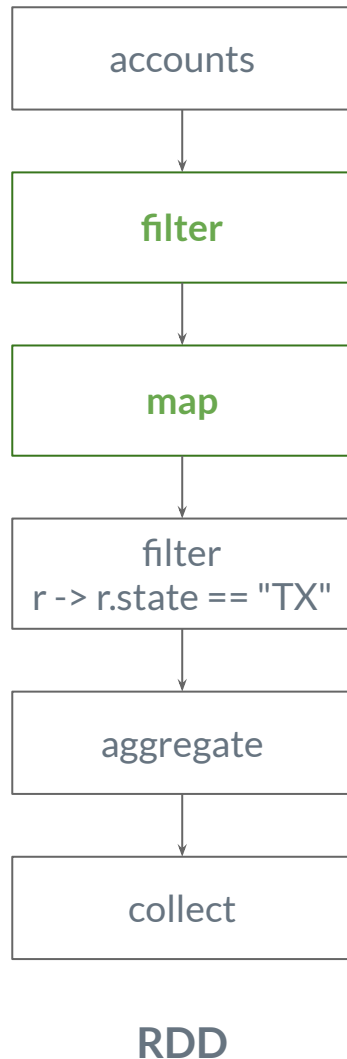 accounts
filter
map
filter
r -> r.state == "TX"
aggregate
collect
RDD